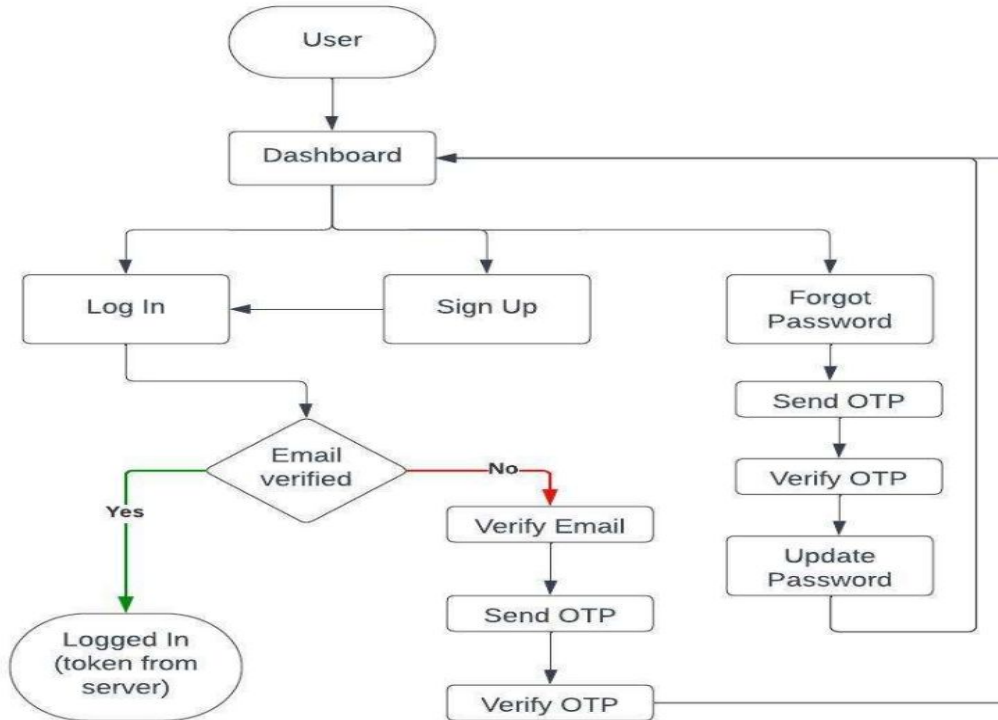 User
Dashboard
Log In
Sign Up
Forgot
Password
Send OTP
Verify OTP
Update
Password
Email
verified
Yes
No
Verify Email
Send OTP
Verify OTP
Logged In
(token from
server)